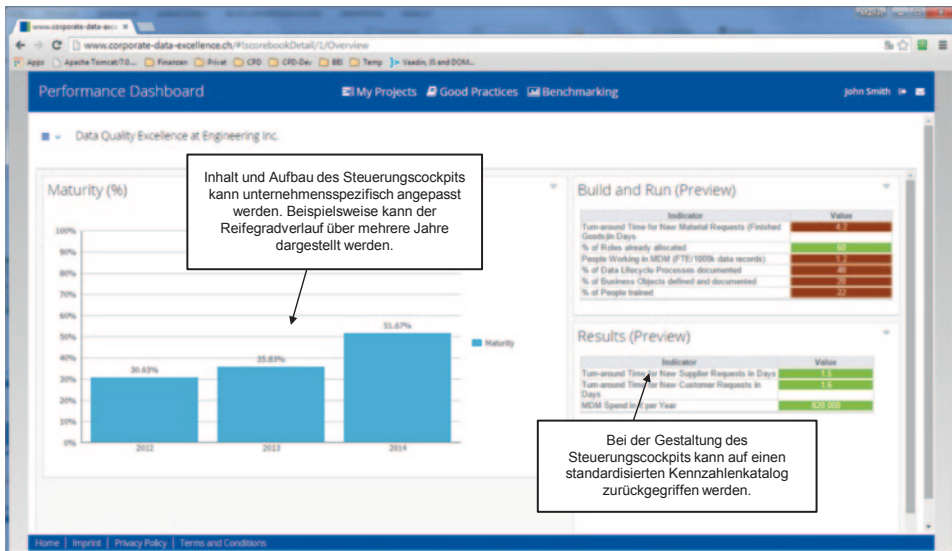 www.corporate-data-exc
www.corporate-data-excellence.ch/#!scorebookDetail/1/Overview
Apps Apache Tomcat/7.0... Finanzen Privat CPD CPD-Dev BEI Temp Vaadin, IS and DOM...
Performance Dashboard My Projects Good Practices Benchmarking John Smith
Data Quality Excellence at Engineering Inc.
Inhalt und Aufbau des Steuerungscockpits
kann unternehmensspezifisch angepasst
werden. Beispielsweise kann der
Reifegradverlauf über mehrere Jahre
dargestellt werden.
Maturity (%)
100%
90%
80%
70%
60%
50%
40%
30%
20%
10%
0%
30.63%
35.83%
51.67%
2012 2013 2014
Maturity
Build and Run (Preview)
Indicator Value
Turn-around Time for New Material Requests (Finished 4.2
Goods)in Days
% of Roles already allocated 60
People Working in MDM (FTE/1000k data records) 1.2
% of Data Lifecycle Processes documented 40
% of Business Objects defined and documented 20
% of People trained 22
Results (Preview)
Indicator Value
Turn-around Time for New Supplier Requests in Days 1.5
Turn-around Time for New Customer Requests in 1.6
Days
MDM Spend in per Year 820.000
Bei der Gestaltung des
Steuerungscockpits kann auf einen
standardisierten Kennzahlenkatalog
zurückgegriffen werden.
Home | Imprint | Privacy Policy | Terms and Conditions